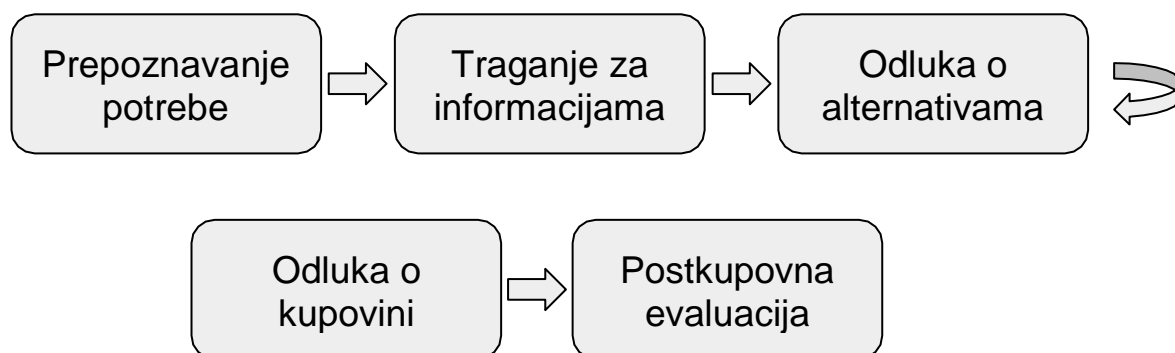 Prepoznavanje
potrebe
Traganje za
informacijama
Odluka o
alternativama
Odluka o
kupovini
Postkupovna
evaluacija